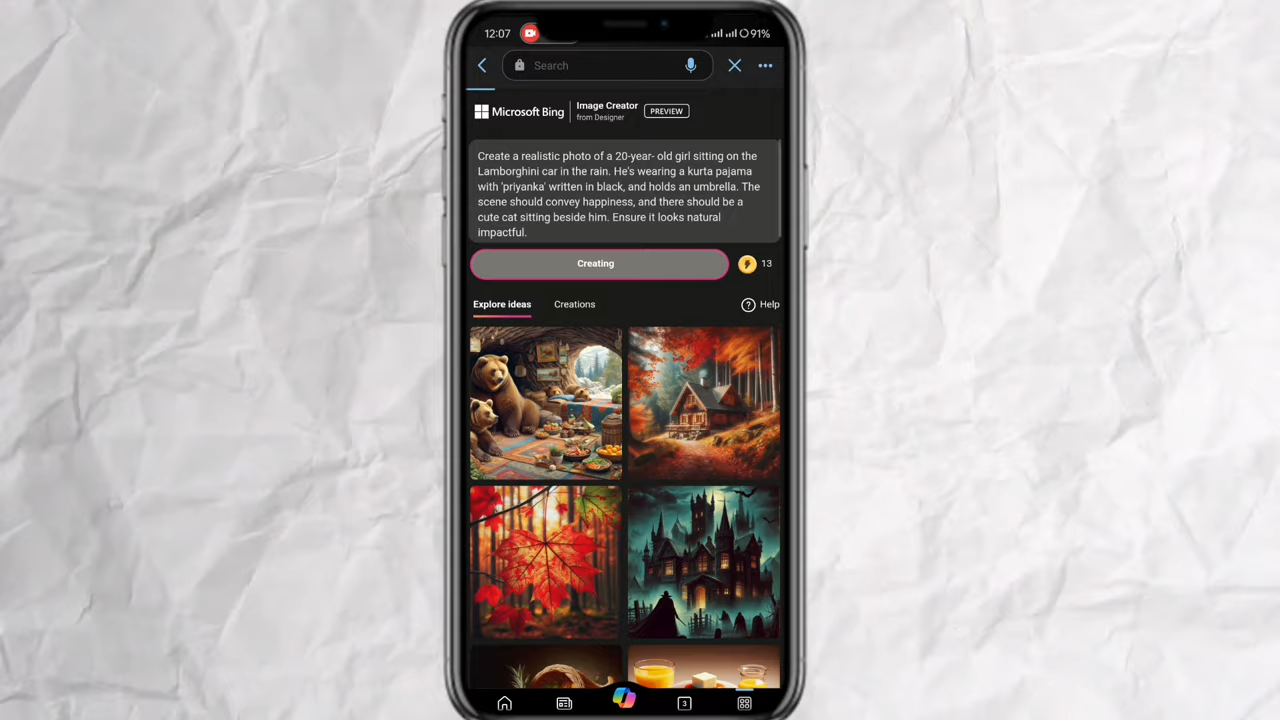 12:07
91%
Search
Microsoft Bing
Image Creator
from Designer
PREVIEW
Create a realistic photo of a 20-year- old girl sitting on the
Lamborghini car in the rain. He's wearing a kurta pajama
with 'priyanka' written in black, and holds an umbrella. The
scene should convey happiness, and there should be a
cute cat sitting beside him. Ensure it looks natural
impactful.
Creating
13
Explore ideas
Creations
Help
3